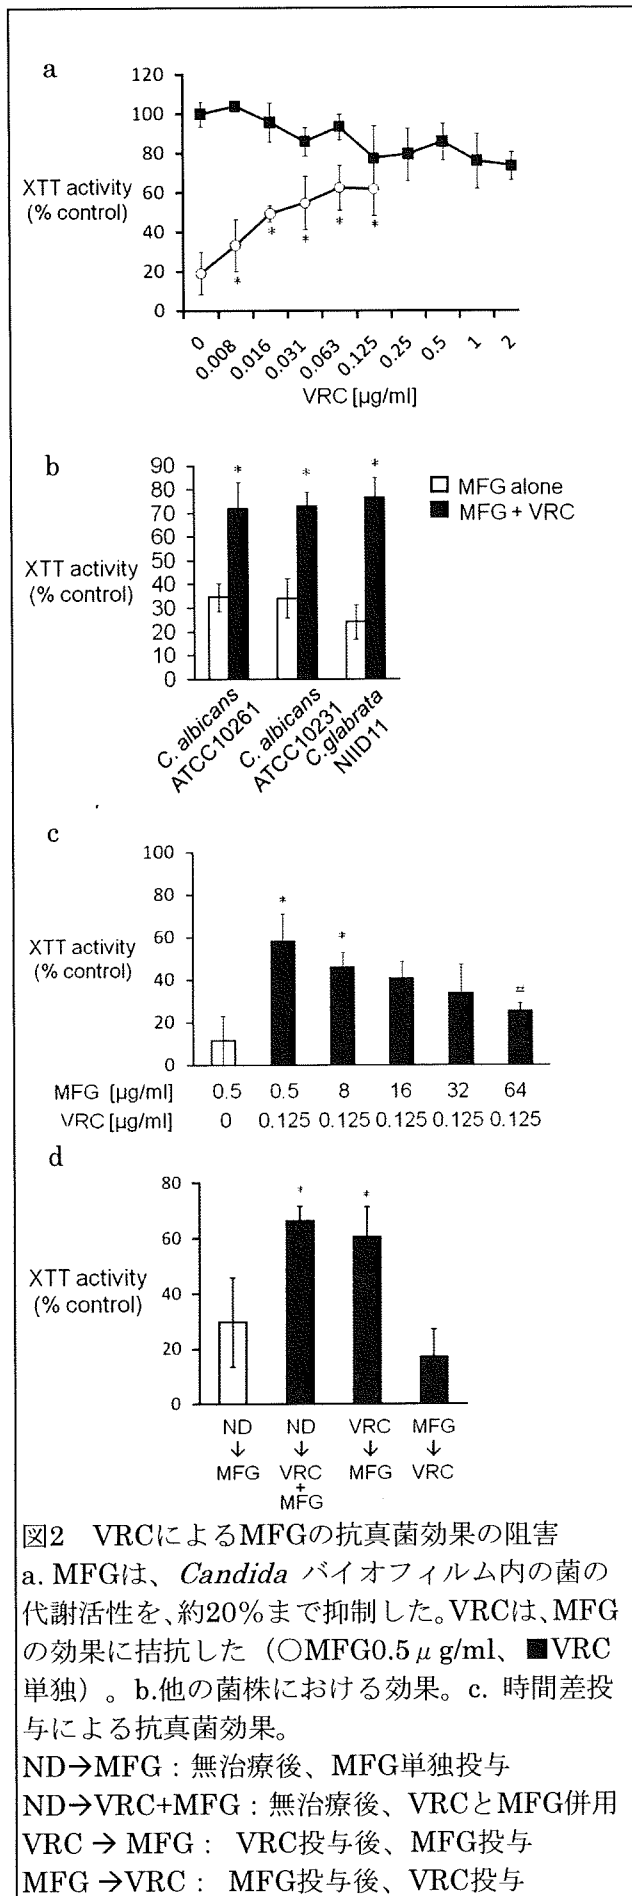 a
120
100
80
60
40
20
0
XTT activity
(% control)
* * * * *
0 0.008 0.016 0.031 0.063 0.125 0.25 0.5 1 2
VRC [µg/ml]
b
90
80
70
60
50
40
30
20
10
0
XTT activity
(% control)
* * *
MFG alone
MFG + VRC
C. albicans
ATCC10261
C. albicans
ATCC10231
C.glabrata
NIID11
c
100
80
60
40
20
0
XTT activity
(% control)
* *
MFG [µg/ml] 0.5 0.5 8 16 32 64
VRC [µg/ml] 0 0.125 0.125 0.125 0.125 0.125
d
80
60
40
20
0
XTT activity
(% control)
* *
ND ND VRC MFG
↓ ↓ ↓ ↓
MFG VRC MFG VRC
+
MFG
図2 VRCによるMFGの抗真菌効果の阻害
a. MFGは、Candida バイオフィルム内の菌の
代謝活性を、約20%まで抑制した。VRCは、MFG
の効果に拮抗した（○MFG0.5μg/ml、■VRC
単独）。b.他の菌株における効果。c. 時間差投
与による抗真菌効果。
ND→MFG：無治療後、MFG単独投与
ND→VRC+MFG：無治療後、VRCとMFG併用
VRC → MFG： VRC投与後、MFG投与
MFG →VRC： MFG投与後、VRC投与